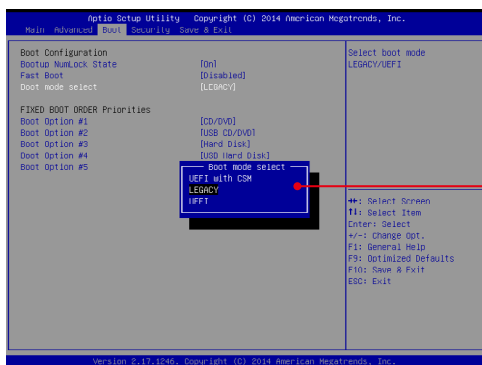 Aptio Setup Utility Copyright (C) 2014 American Megatrends, Inc.
Main Advanced Boot Security Save & Exit
Boot Configuration
Bootup NumLock State [On]
Fast Boot [Disabled]
Boot mode select [LEGACY]
FIXED BOOT ORDER Priorities
Boot Option #1 [CD/DVD]
Boot Option #2 [USB CD/DVD]
Boot Option #3 [Hard Disk]
Boot Option #4 [USB Hard Disk]
Boot Option #5
Boot mode select
UEFI with CSM
LEGACY
UEFI
Select boot mode
LEGACY/UEFI
→←: Select Screen
↑↓: Select Item
Enter: Select
+/-: Change Opt.
F1: General Help
F9: Optimized Defaults
F10: Save & Exit
ESC: Exit
Version 2.17.1246. Copyright (C) 2014 American Megatrends, Inc.